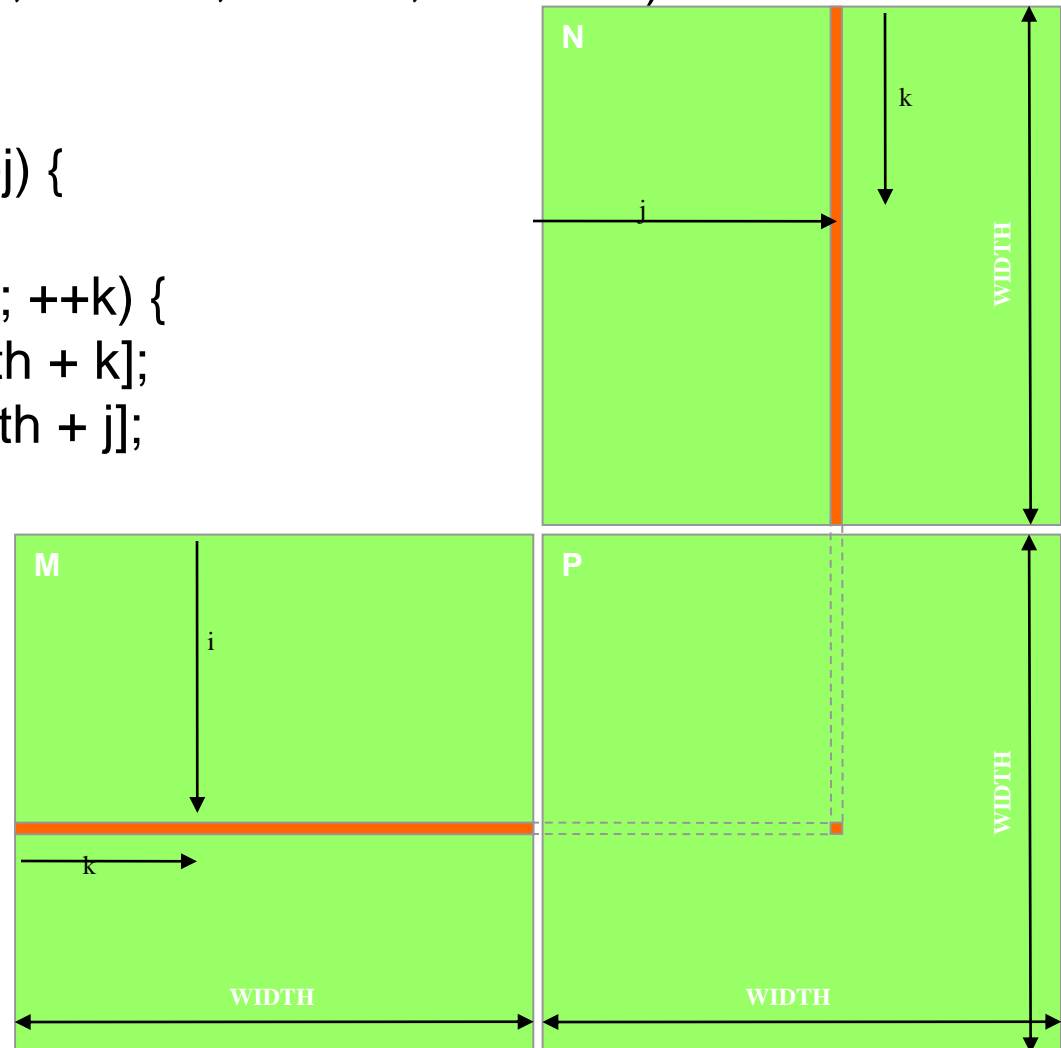 j) {
; ++k) {
th + k];
th + j];
N
k
j
WIDTH
M
i
k
WIDTH
P
WIDTH
WIDTH